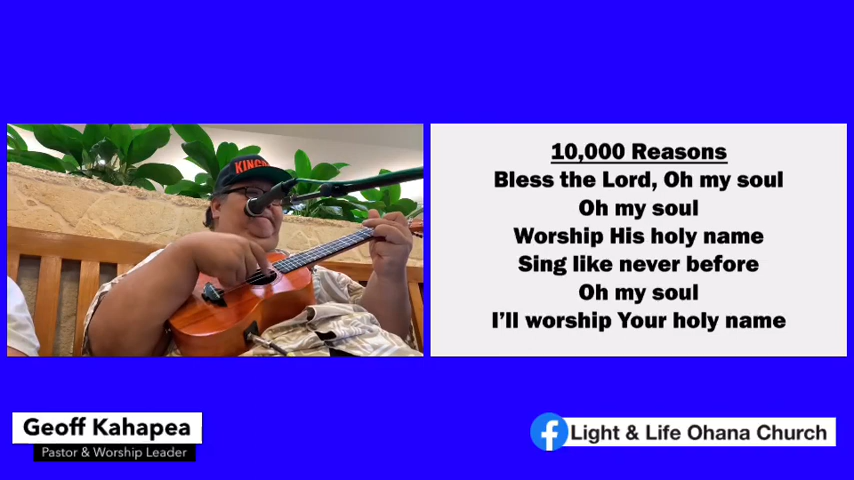 10,000 Reasons
Bless the Lord, Oh my soul
Oh my soul
Worship His holy name
Sing like never before
Oh my soul
I'll worship Your holy name
Geoff Kahapea
Pastor & Worship Leader
Light & Life Ohana Church